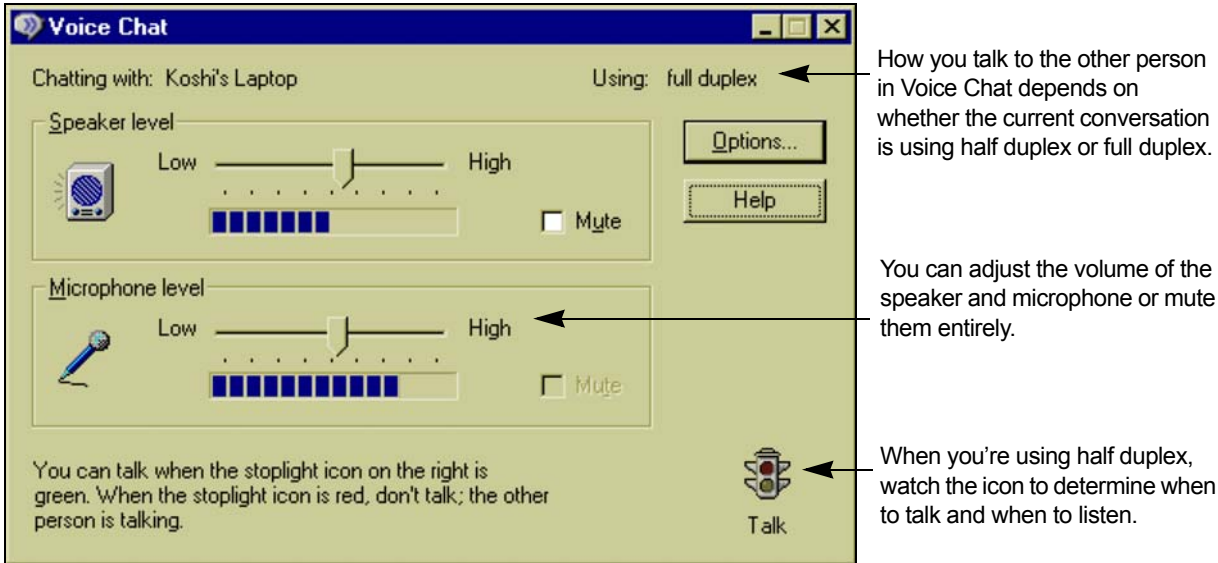 Voice Chat
Chatting with: Koshi's Laptop
Using: full duplex
Speaker level
Low
High
Mute
Options...
Help
Microphone level
Low
High
Mute
You can talk when the stoplight icon on the right is
green. When the stoplight icon is red, don't talk; the other
person is talking.
Talk
How you talk to the other person
in Voice Chat depends on
whether the current conversation
is using half duplex or full duplex.
You can adjust the volume of the
speaker and microphone or mute
them entirely.
When you’re using half duplex,
watch the icon to determine when
to talk and when to listen.